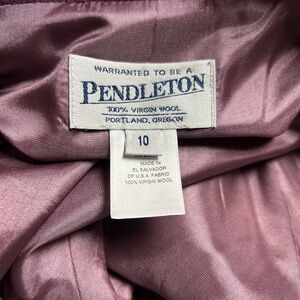 WARRANTED TO BE A
PENDLETON
100% VIRGIN WOOL
PORTLAND, OREGON
10
MADE IN
EL SALVADOR
OF U.S.A. FABRIC
100% VIRGIN WOOL